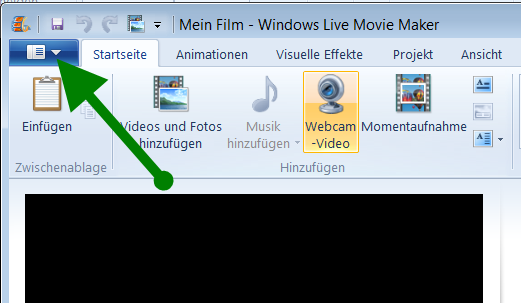 Mein Film - Windows Live Movie Maker
Startseite Animationen Visuelle Effekte Projekt Ansicht
Einfügen Videos und Fotos hinzufügen Musik hinzufügen Webcam-Video Momentaufnahme
Zwischenablage Hinzufügen